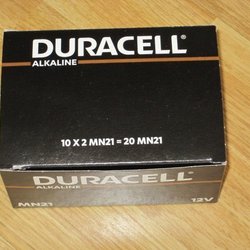 DURACELL®
ALKALINE
10 X 2 MN21 = 20 MN21
DURACELL®
ALKALINE
MN21 12V